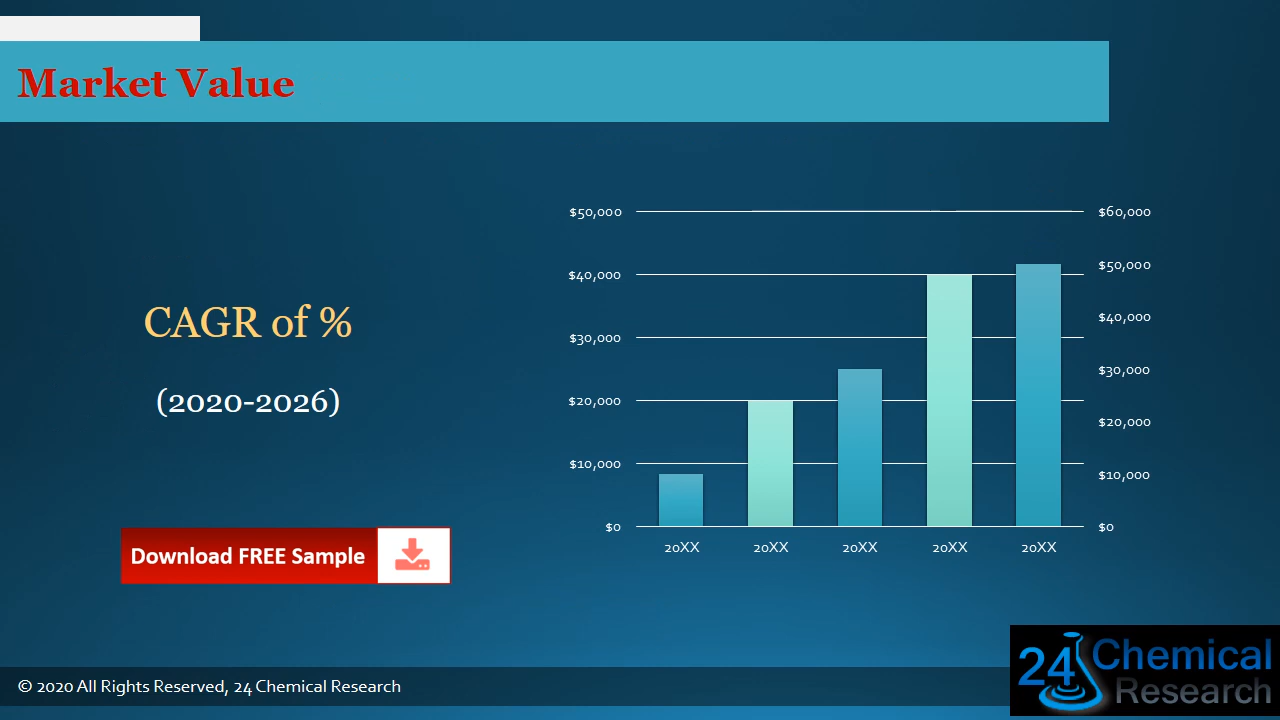 Market Value
CAGR of %
(2020-2026)
Download FREE Sample
$50,000
$40,000
$30,000
$20,000
$10,000
$0
$60,000
$50,000
$40,000
$30,000
$20,000
$10,000
$0
20XX 20XX 20XX 20XX 20XX
© 2020 All Rights Reserved, 24 Chemical Research
24 Chemical
Research